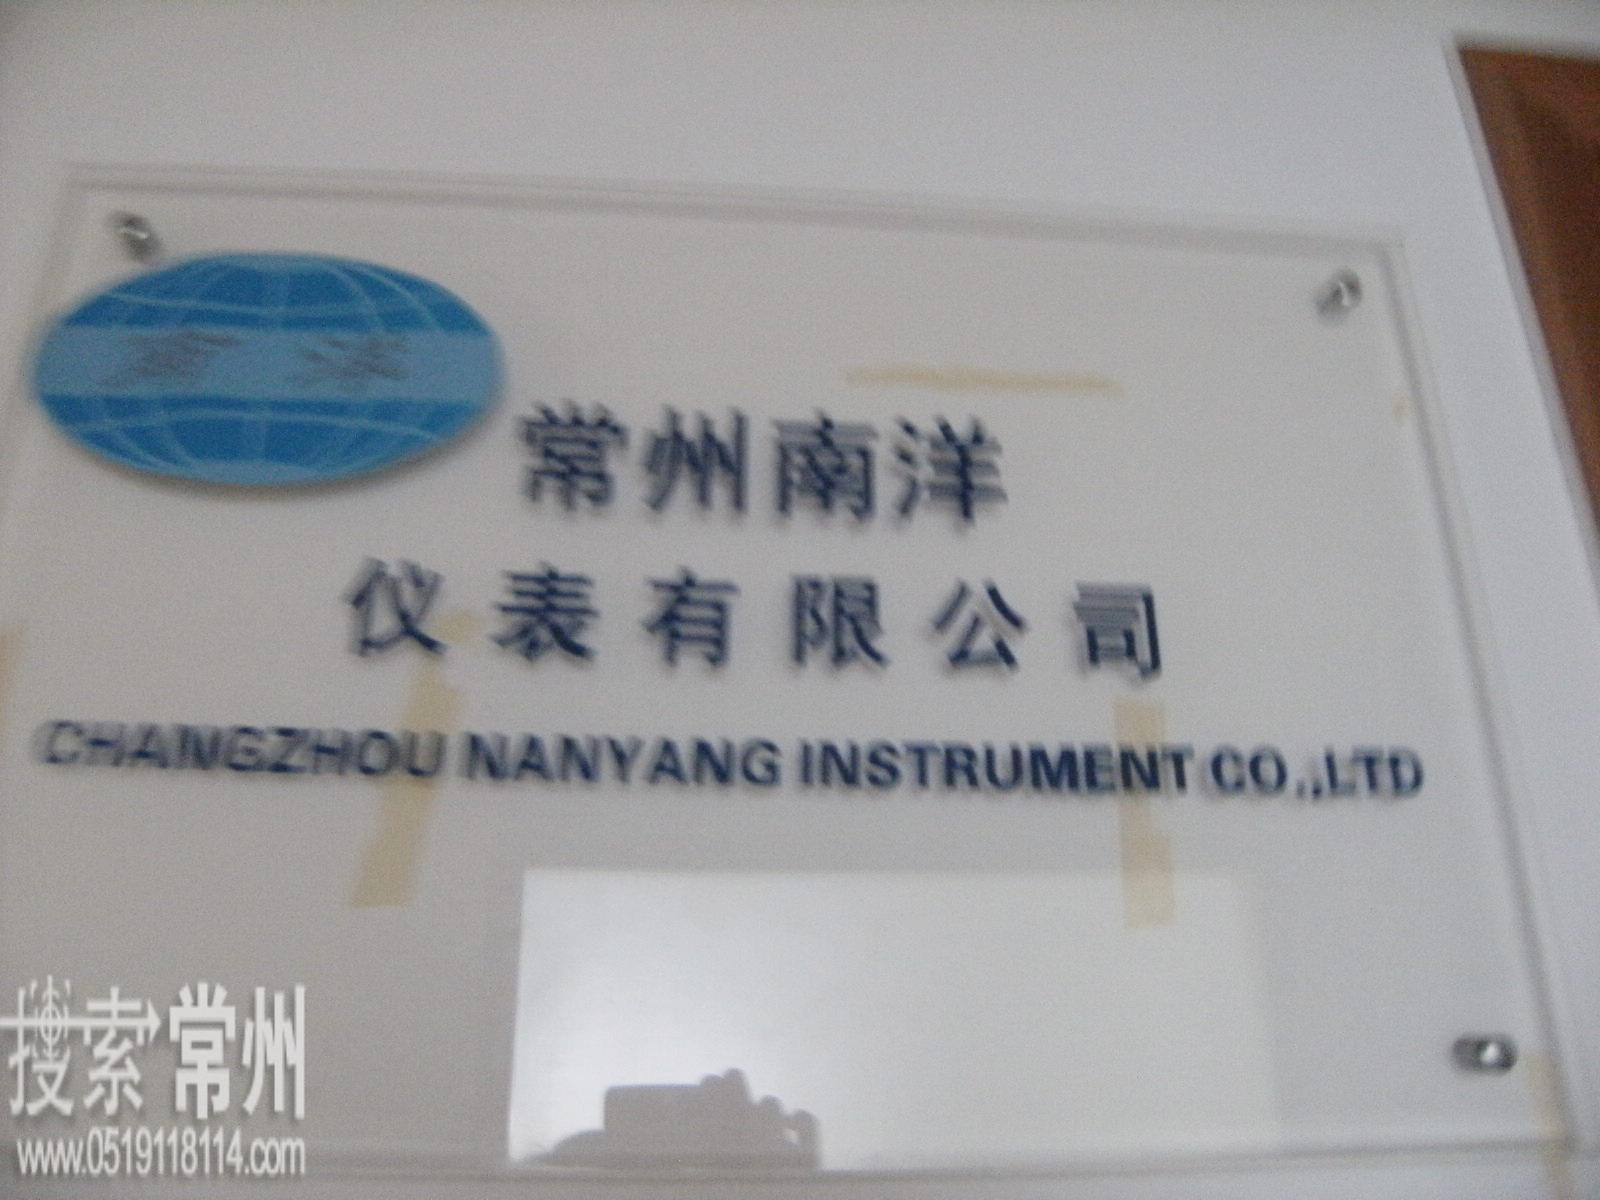 常州南洋
仪表有限公司
CHANGZHOU NANYANG INSTRUMENT CO.,LTD
搜索常州
www.0519118114.com